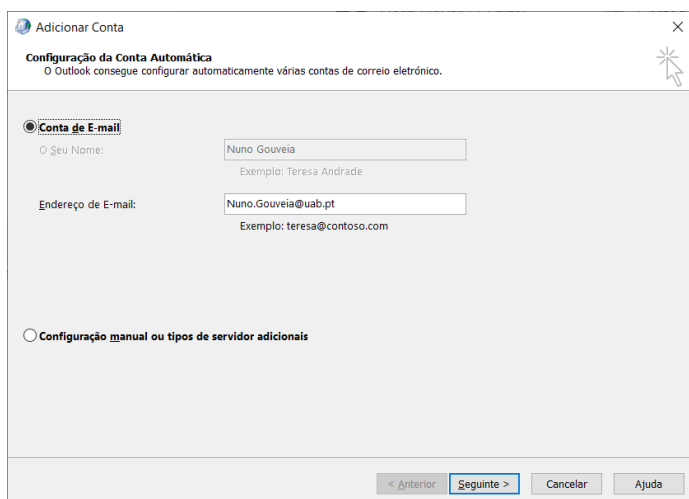 Adicionar Conta
Configuração da Conta Automática
O Outlook consegue configurar automaticamente várias contas de correio eletrónico.
Conta de E-mail
O Seu Nome:
Nuno Gouveia
Exemplo: Teresa Andrade
Endereço de E-mail:
Nuno.Gouveia@uab.pt
Exemplo: teresa@contoso.com
Configuração manual ou tipos de servidor adicionais
< Anterior
Seguinte >
Cancelar
Ajuda